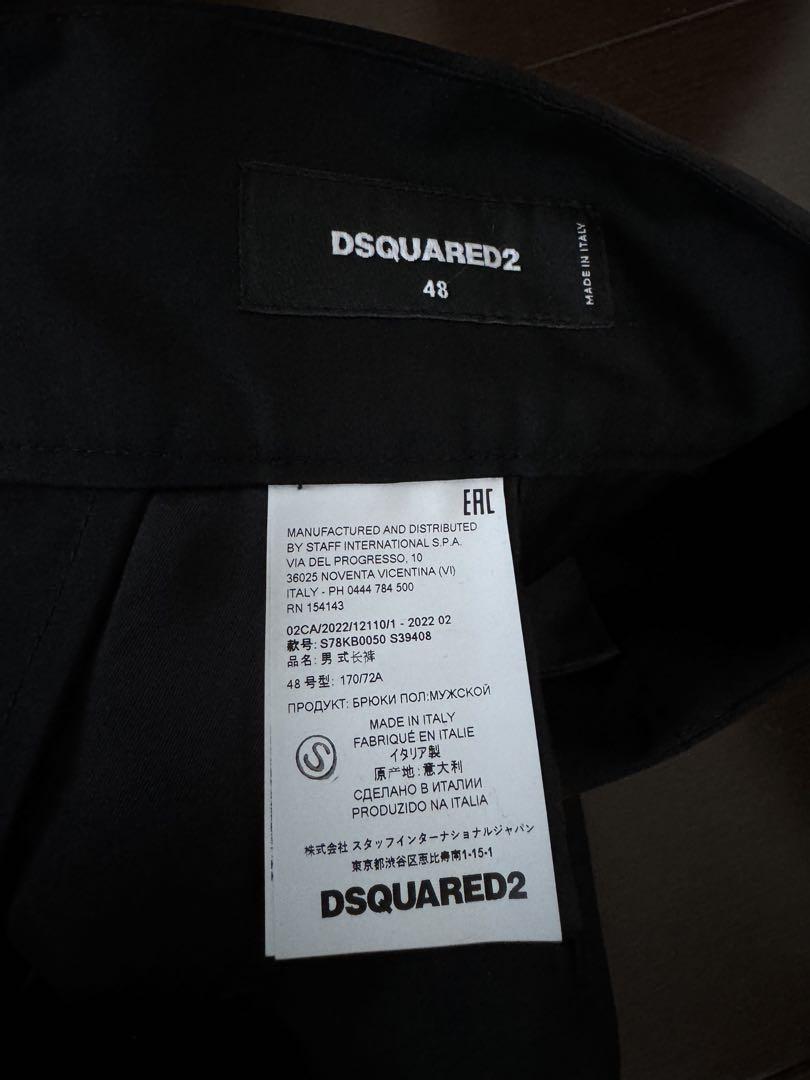 DSQUARED2
48
MADE IN ITALY
EAC
MANUFACTURED AND DISTRIBUTED
BY STAFF INTERNATIONAL S.P.A.
VIA DEL PROGRESSO, 10
36025 NOVENTA VICENTINA (VI)
ITALY - PH 0444 784 500
RN 154143
02CA/2022/12110/1 - 2022 02
款号: S78KB0050 S39408
品名: 男 式长裤
48 号型: 170/72A
ПРОДУКТ: БРЮКИ ПОЛ:МУЖСКОЙ
MADE IN ITALY
FABRIQUÉ EN ITALIE
イタリア製
原产地: 意大利
СДЕЛАНО В ИТАЛИИ
PRODUZIDO NA ITALIA
S
株式会社 スタッフインターナショナルジャパン
東京都渋谷区恵比寿南1-15-1
DSQUARED2